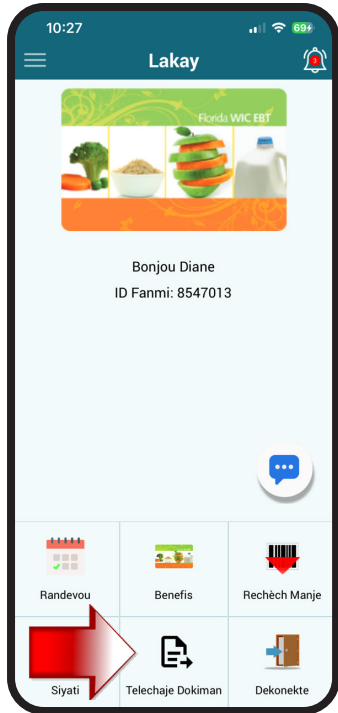 10:27
69
Lakay
3
Florida WIC EBT
Bonjou Diane
ID Fanmi: 8547013
Randevou
Benefis
Rechèch Manje
Siyati
Telechaje Dokiman
Dekonekte